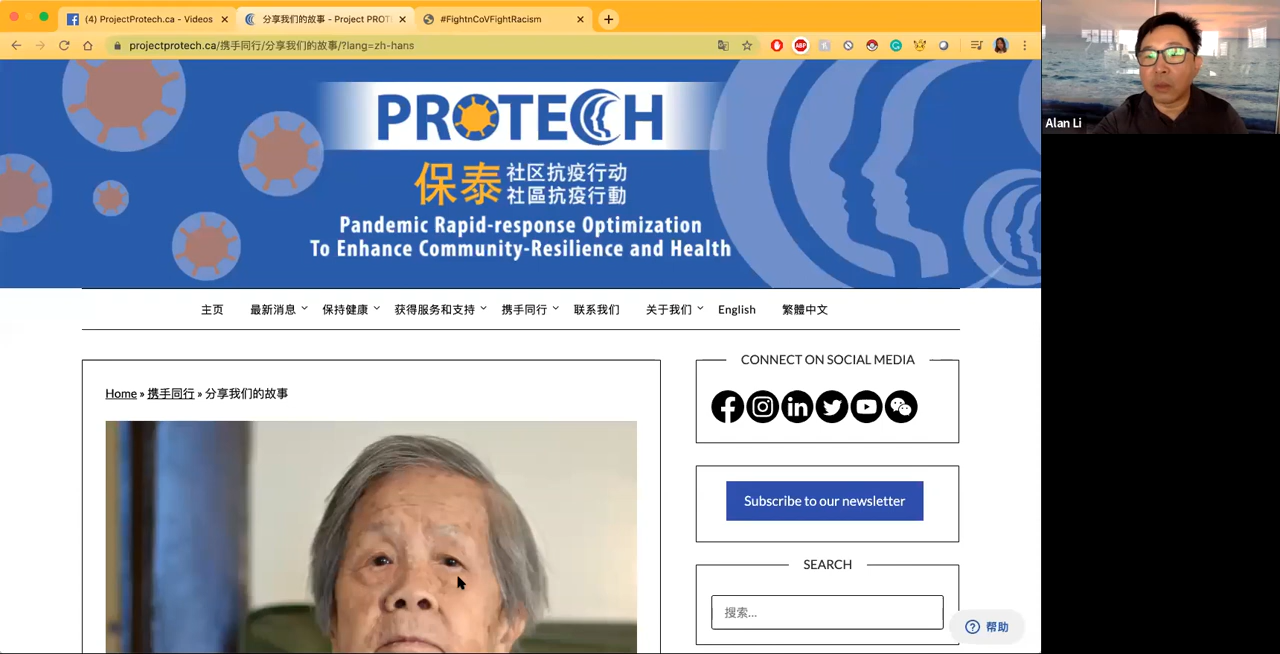 (4) ProjectProtech.ca - Videos
分享我们的故事 - Project PROT
#FightnCoVFightRacism
projectprotech.ca/携手同行/分享我们的故事/?lang=zh-hans
ABP
Alan Li
PROTECH
保泰
社区抗疫行动
社區抗疫行動
Pandemic Rapid-response Optimization
To Enhance Community-Resilience and Health
主页 最新消息 保持健康 获得服务和支持 携手同行 联系我们 关于我们 English 繁體中文
Home » 携手同行 » 分享我们的故事
CONNECT ON SOCIAL MEDIA
Subscribe to our newsletter
SEARCH
搜索...
帮助